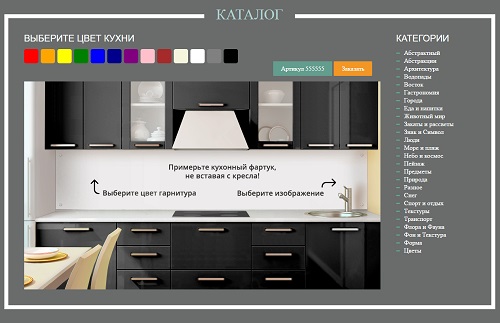 КАТАЛОГ
ВЫБЕРИТЕ ЦВЕТ КУХНИ
Артикул 555555
Заказать
Примерьте кухонный фартук,
не вставая с кресла!
Выберите цвет гарнитура
Выберите изображение
КАТЕГОРИИ
Абстрактный
Абстракция
Архитектура
Водопады
Восток
Гастрономия
Города
Еда и напитки
Животный мир
Закаты и рассветы
Знак и Символ
Люди
Море и пляж
Небо и космос
Пейзаж
Предметы
Природа
Разное
Снег
Спорт и отдых
Текстуры
Транспорт
Флора и Фауна
Фон и Текстура
Форма
Цветы